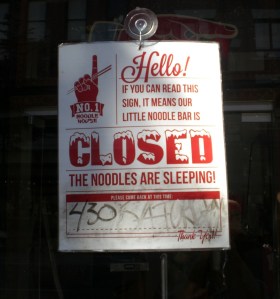 Hello!
IF YOU CAN READ THIS
SIGN, IT MEANS OUR
LITTLE NOODLE BAR IS
NO.1
NOODLE
HOUSE
CLOSED
THE NOODLES ARE SLEEPING!
PLEASE COME BACK AT THIS TIME:
430
Thank You!